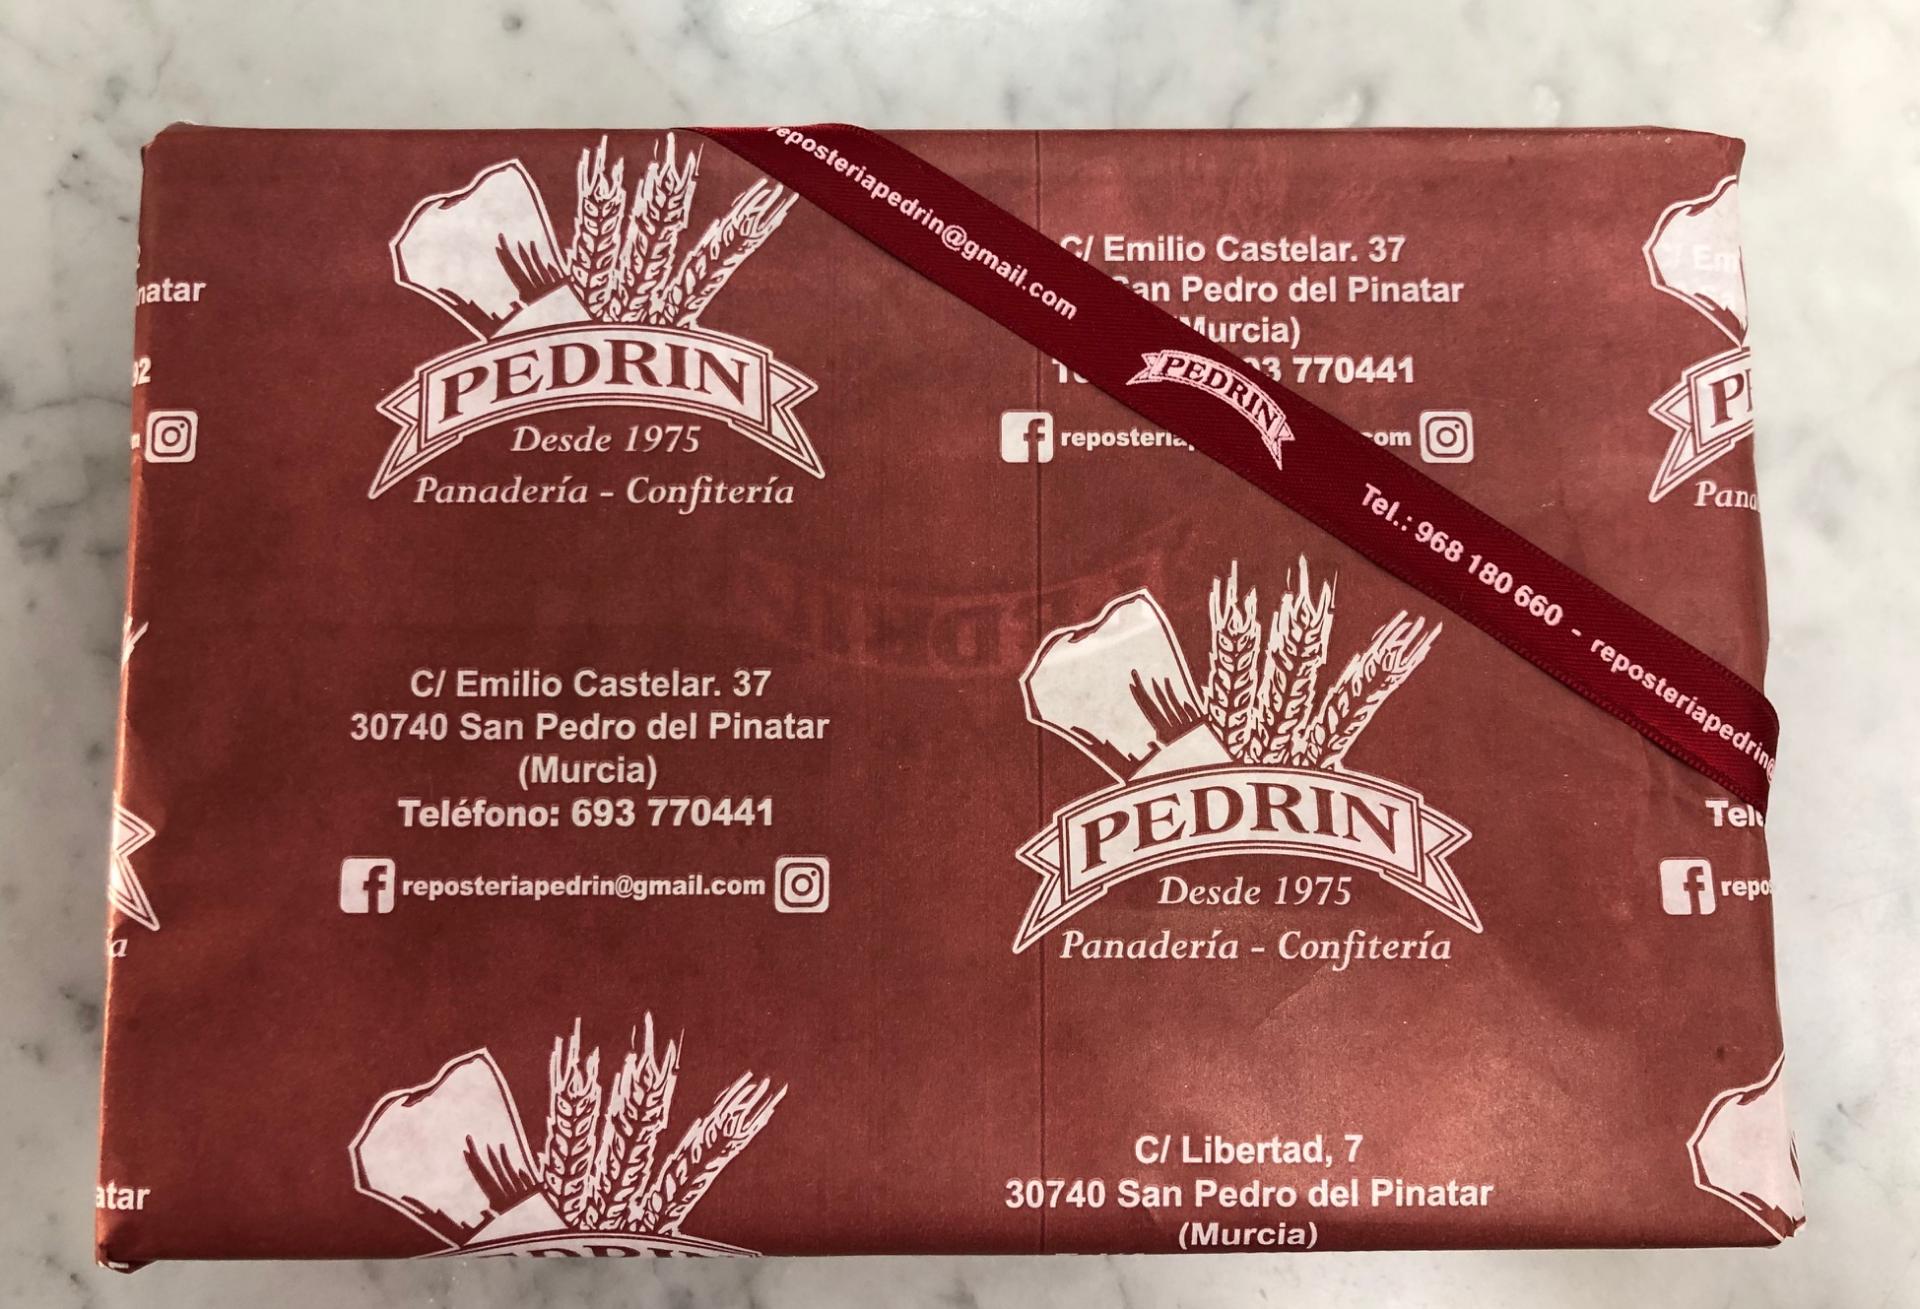 reposteriapedrin@gmail.com
PEDRIN
Tel.: 968 180 660 - reposteriapedrin@
PEDRIN
Desde 1975
Panadería - Confitería
C/ Emilio Castelar. 37
San Pedro del Pinatar
(Murcia)
770441
C/ Emilio Castelar. 37
30740 San Pedro del Pinatar
(Murcia)
Teléfono: 693 770441
reposteriapedrin@gmail.com
PEDRIN
Desde 1975
Panadería - Confitería
PEDRIN
C/ Libertad, 7
30740 San Pedro del Pinatar
(Murcia)